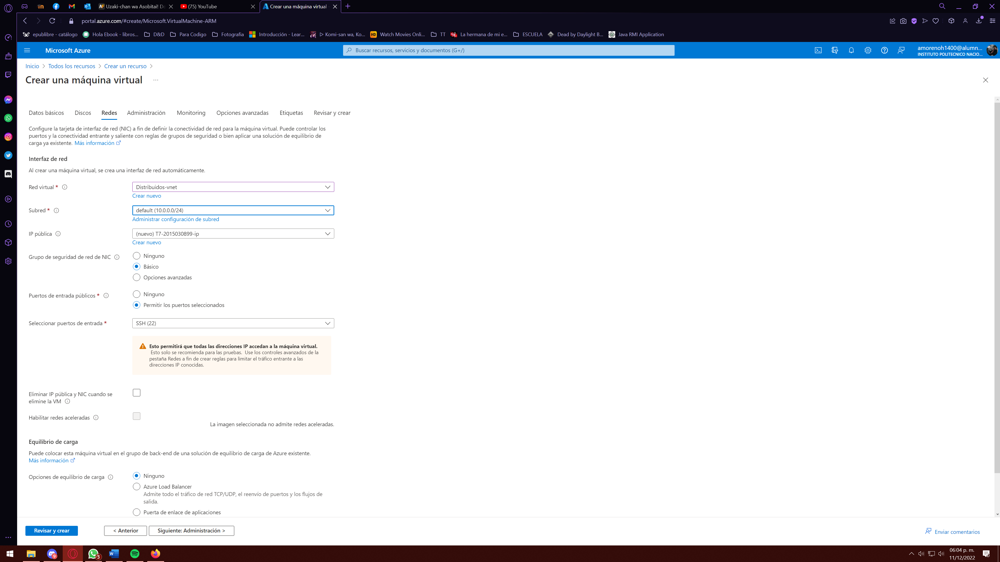 Uzaki-chan wa Asobitai! Do
(75) YouTube
Crear una máquina virtual
portal.azure.com/#create/Microsoft.VirtualMachine-ARM
epublibre - catálogo
Hola Ebook - libros...
D&D
Para Codigo
Fotografia
Introducción - Lear...
▷ Komi-san wa, Ko...
HD
Watch Movies Onli...
TT
La hermana de mi e...
ESCUELA
Dead by Daylight B...
Java RMI Application
Microsoft Azure
Buscar recursos, servicios y documentos (G+/)
amorenoh1400@alumn...
INSTITUTO POLITECNICO NACIO...
Inicio > Todos los recursos > Crear un recurso >
Crear una máquina virtual ...
Datos básicos Discos Redes Administración Monitoring Opciones avanzadas Etiquetas Revisar y crear
Configure la tarjeta de interfaz de red (NIC) a fin de definir la conectividad de red para la máquina virtual. Puede controlar los
puertos y la conectividad entrante y saliente con reglas de grupos de seguridad o bien aplicar una solución de equilibrio de
carga ya existente. Más información
Interfaz de red
Al crear una máquina virtual, se crea una interfaz de red automáticamente.
Red virtual *
Distribuidos-vnet
Crear nuevo
Subred *
default (10.0.0.0/24)
Administrar configuración de subred
IP pública
(nuevo) T7-2015030899-ip
Crear nuevo
Grupo de seguridad de red de NIC
Ninguno
Básico
Opciones avanzadas
Puertos de entrada públicos *
Ninguno
Permitir los puertos seleccionados
Seleccionar puertos de entrada *
SSH (22)
Esto permitirá que todas las direcciones IP accedan a la máquina virtual.
Esto solo se recomienda para las pruebas. Use los controles avanzados de la
pestaña Redes a fin de crear reglas para limitar el tráfico entrante a las
direcciones IP conocidas.
Eliminar IP pública y NIC cuando se
elimine la VM
Habilitar redes aceleradas
La imagen seleccionada no admite redes aceleradas.
Equilibrio de carga
Puede colocar esta máquina virtual en el grupo de back-end de una solución de equilibrio de carga de Azure existente.
Más información
Opciones de equilibrio de carga
Ninguno
Azure Load Balancer
Admite todo el tráfico de red TCP/UDP, el reenvío de puertos y los flujos de
salida.
Puerta de enlace de aplicaciones
Revisar y crear
< Anterior
Siguiente: Administración >
Enviar comentarios
9
3
06:04 p. m.
11/12/2022